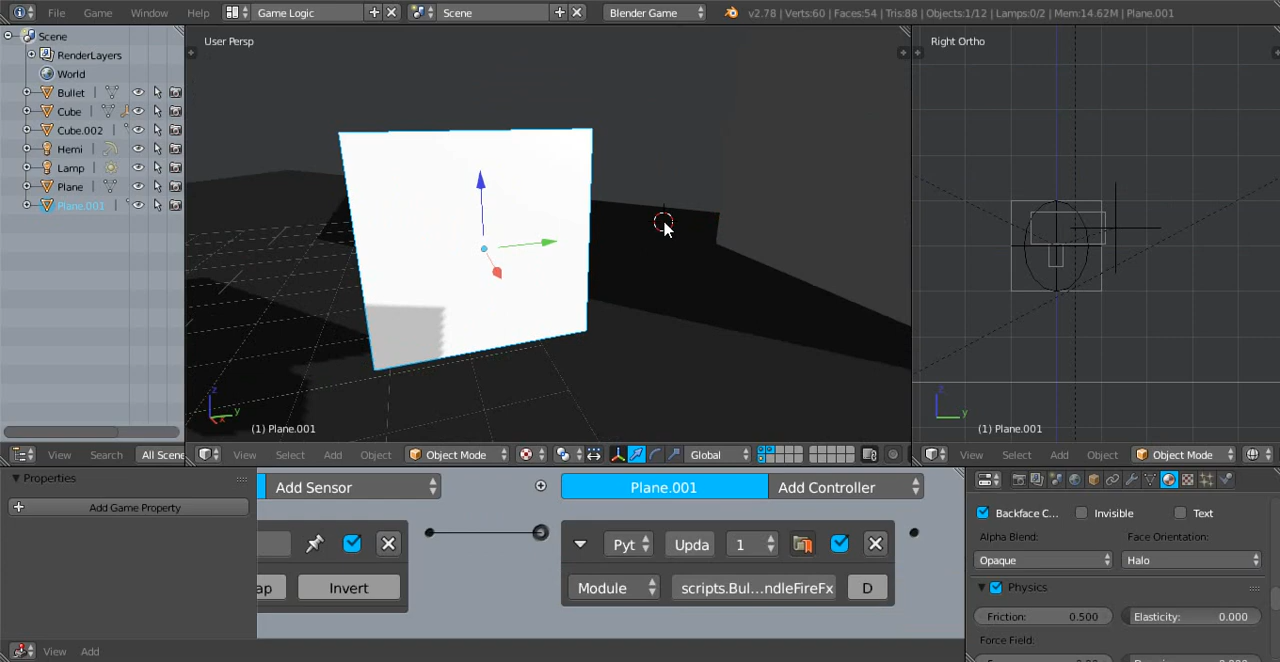 File Game Window Help Game Logic Scene Blender Game v2.78 | Verts:60 | Faces:54 | Tris:88 | Objects:1/12 | Lamps:0/2 | Mem:14.62M | Plane.001
Scene
RenderLayers
World
Bullet
Cube
Cube.002
Hemi
Lamp
Plane
Plane.001
User Persp
z
y
(1) Plane.001
Right Ortho
z
y
(1) Plane.001
View Search All Scene
View Select Add Object Object Mode Global
View Select Add Object Object Mode
Properties
Add Game Property
Add Sensor
Plane.001 Add Controller
Pyt Upda 1
ap Invert
Module scripts.Bul...ndleFireFx D
Backface C... Invisible Text
Alpha Blend: Face Orientation:
Opaque Halo
Physics
Friction: 0.500 Elasticity: 0.000
Force Field:
View Add